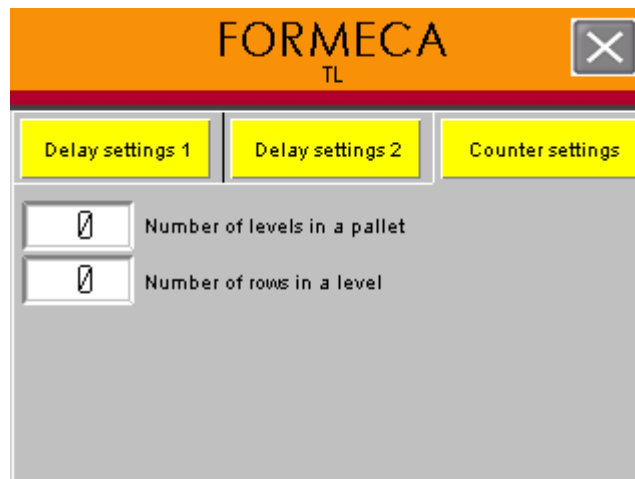 FORMECA
TL
Delay settings 1
Delay settings 2
Counter settings
0 Number of levels in a pallet
0 Number of rows in a level